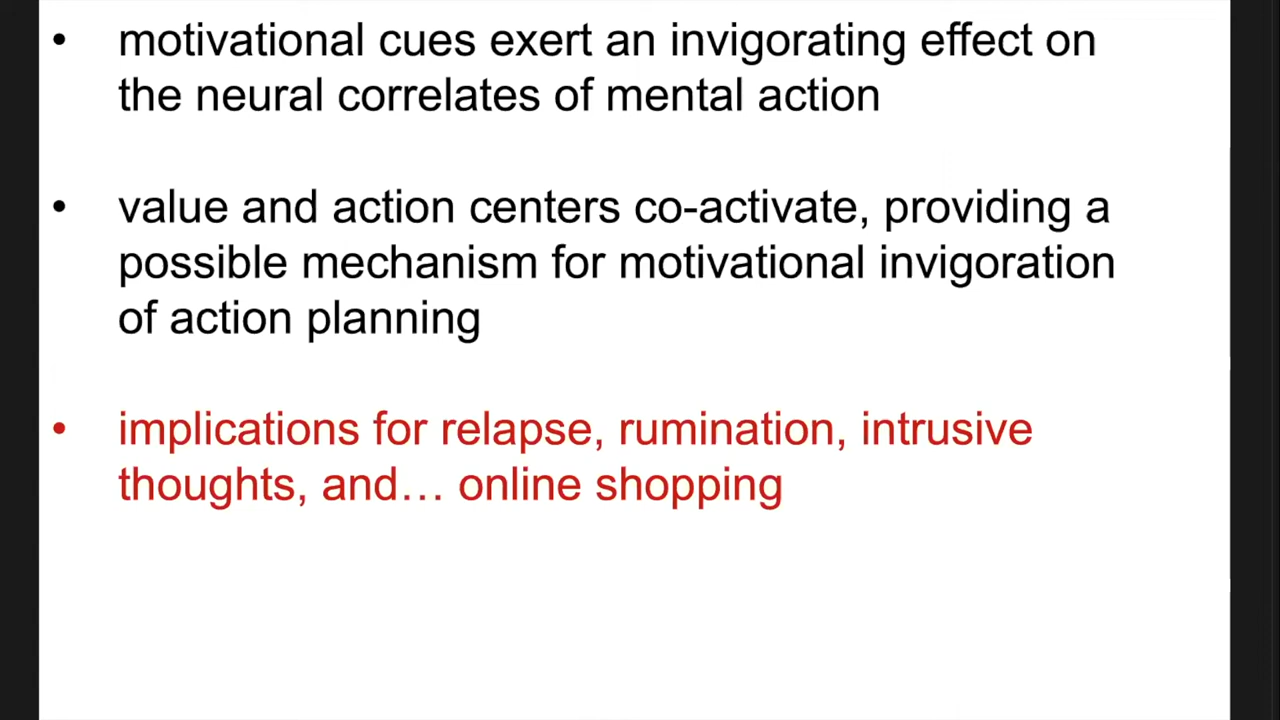 • motivational cues exert an invigorating effect on
the neural correlates of mental action
• value and action centers co-activate, providing a
possible mechanism for motivational invigoration
of action planning
• implications for relapse, rumination, intrusive
thoughts, and… online shopping